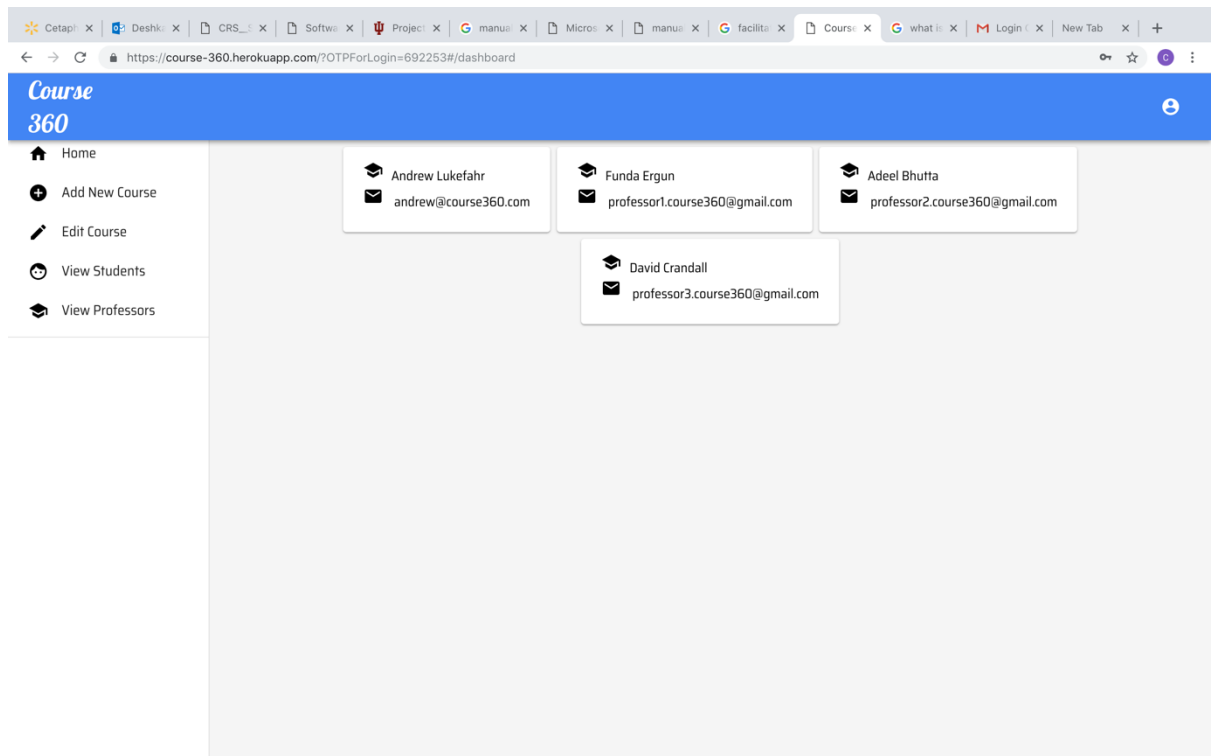 Cetaph
Deshk
CRS_S
Softwa
Project
manual
Micros
manua
facilita
Course
what is
Login
New Tab
https://course-360.herokuapp.com/?OTPForLogin=692253#/dashboard
C
Course
360
Home
Add New Course
Edit Course
View Students
View Professors
Andrew Lukefahr
andrew@course360.com
Funda Ergun
professor1.course360@gmail.com
Adeel Bhutta
professor2.course360@gmail.com
David Crandall
professor3.course360@gmail.com